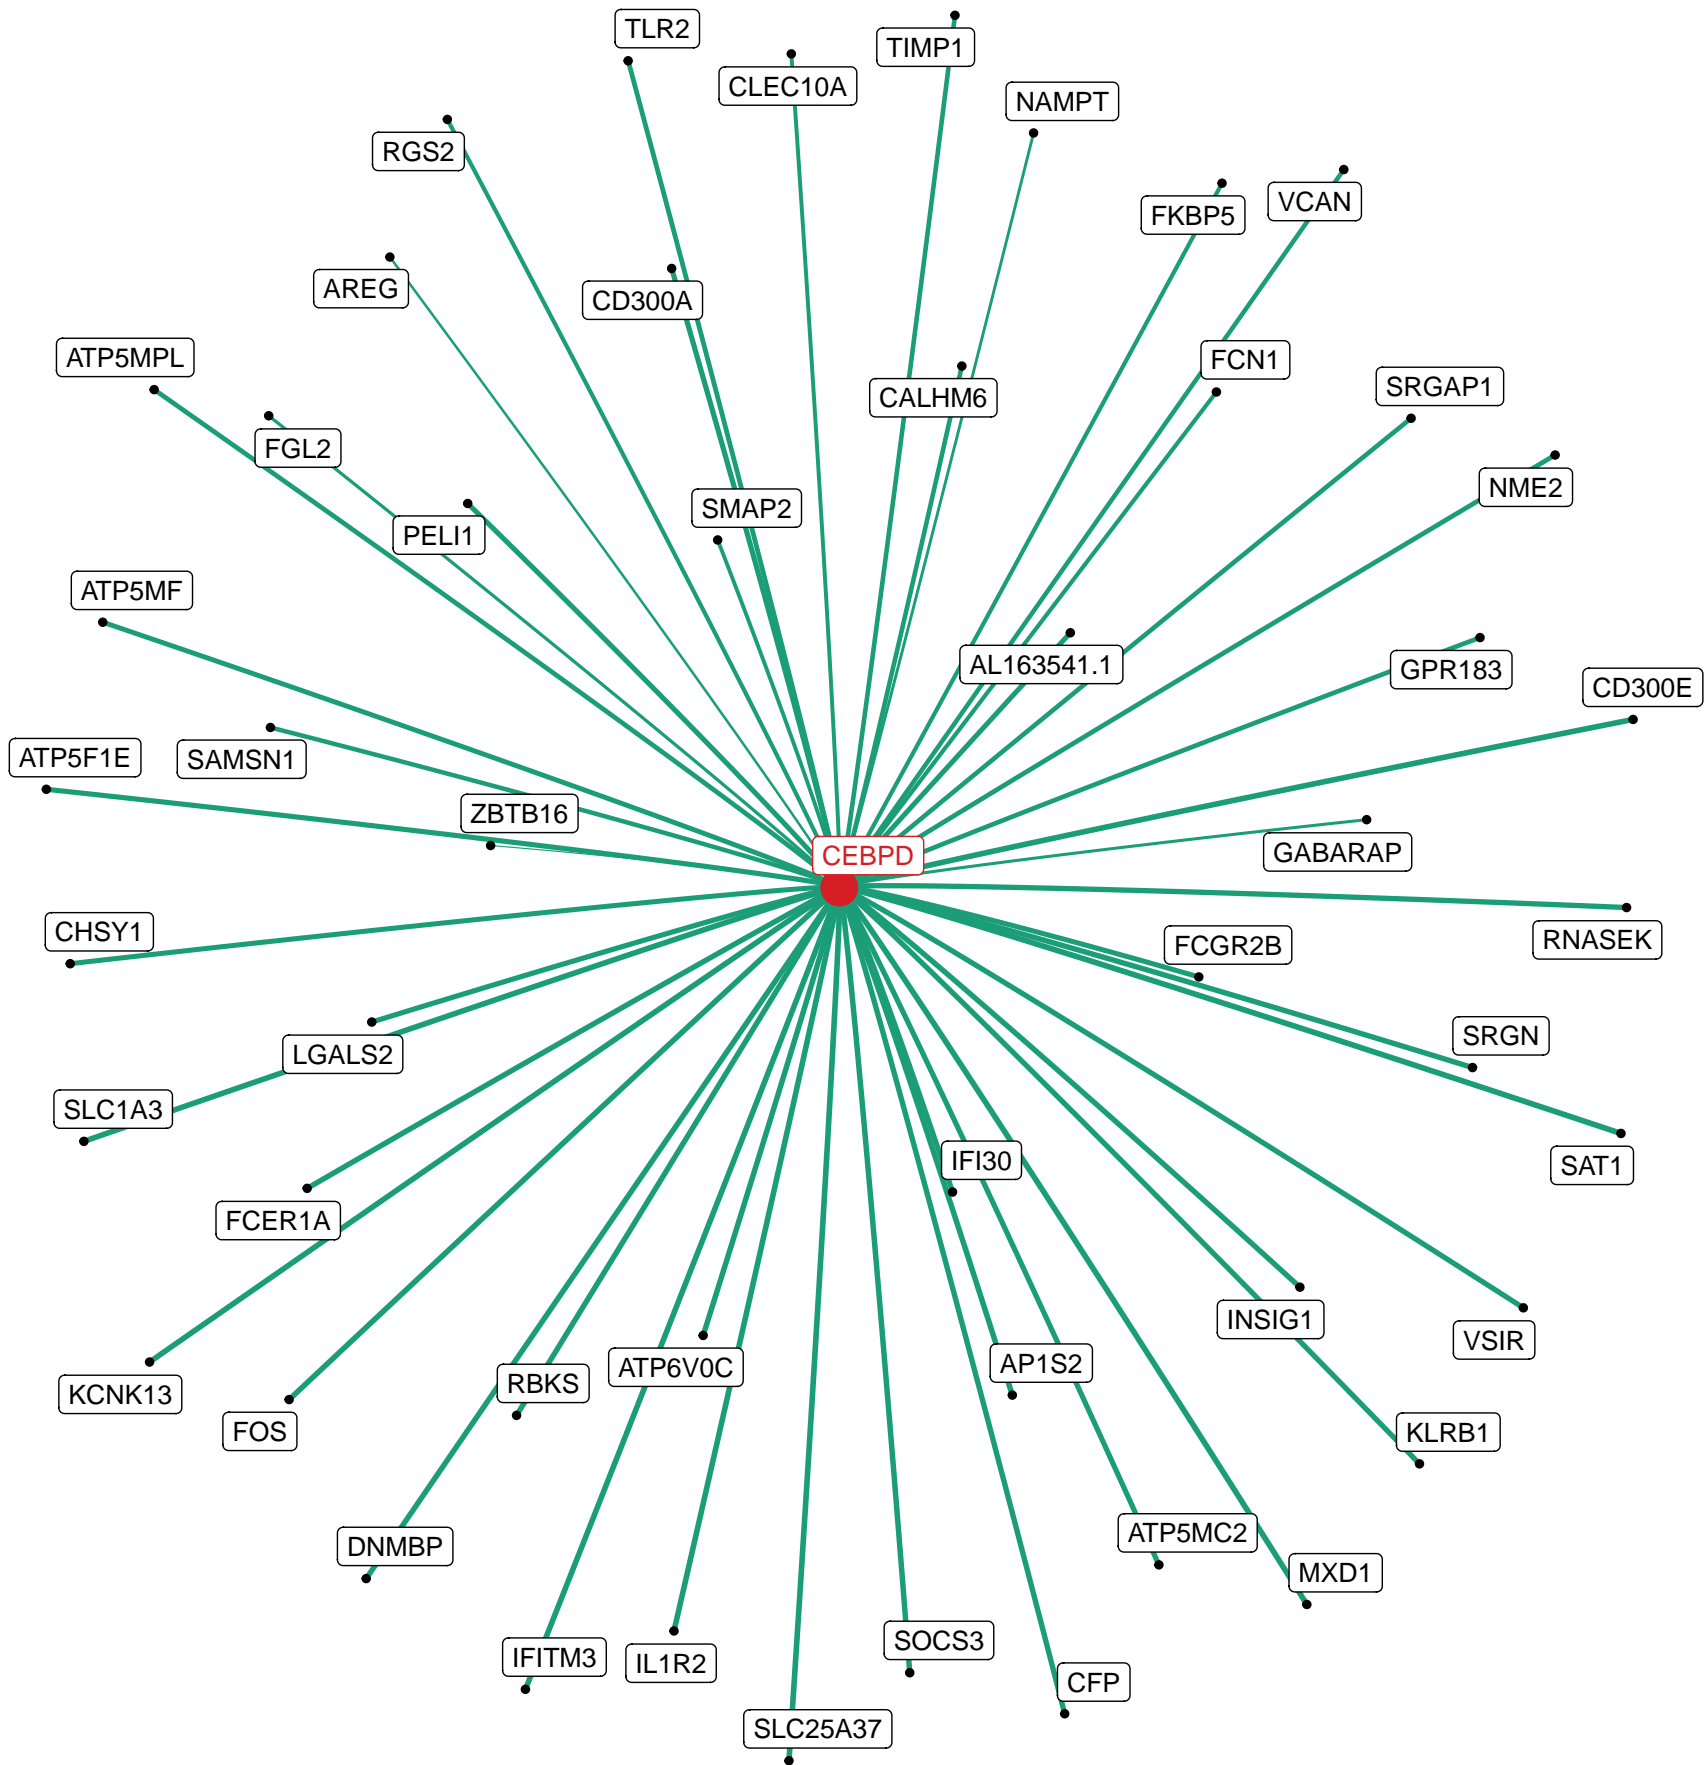 TLR2
TIMP1
CLEC10A
NAMPT
RGS2
VCAN
FKBP5
AREG
CD300A
ATP5MPL
FCN1
SRGAP1
CALHM6
FGL2
NME2
SMAP2
PELI1
ATP5MF
AL163541.1
GPR183
CD300E
ATP5F1E
SAMSN1
ZBTB16
GABARAP
CEBPD
CHSY1
RNASEK
FCGR2B
SRGN
LGALS2
SLC1A3
IFI30
SAT1
FCER1A
INSIG1
VSIR
AP1S2
ATP6V0C
RBKS
KCNK13
FOS
KLRB1
ATP5MC2
DNMBP
MXD1
SOCS3
IFITM3
IL1R2
CFP
SLC25A37